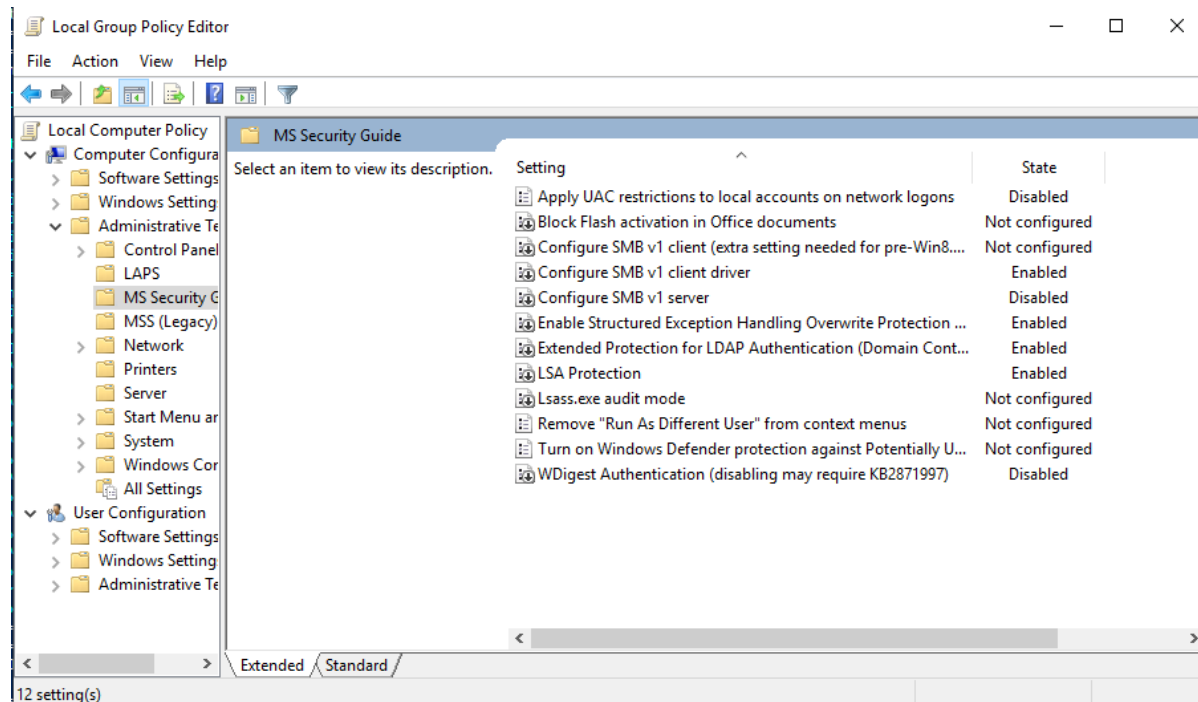 Local Group Policy Editor
File Action View Help
Local Computer Policy
Computer Configura
Software Settings
Windows Setting
Administrative Te
Control Panel
LAPS
MS Security G
MSS (Legacy)
Network
Printers
Server
Start Menu ar
System
Windows Cor
All Settings
User Configuration
Software Settings
Windows Setting
Administrative Te
MS Security Guide
Select an item to view its description.
Setting State
Apply UAC restrictions to local accounts on network logons Disabled
Block Flash activation in Office documents Not configured
Configure SMB v1 client (extra setting needed for pre-Win8.... Not configured
Configure SMB v1 client driver Enabled
Configure SMB v1 server Disabled
Enable Structured Exception Handling Overwrite Protection ... Enabled
Extended Protection for LDAP Authentication (Domain Cont... Enabled
LSA Protection Enabled
Lsass.exe audit mode Not configured
Remove "Run As Different User" from context menus Not configured
Turn on Windows Defender protection against Potentially U... Not configured
WDigest Authentication (disabling may require KB2871997) Disabled
Extended Standard
12 setting(s)